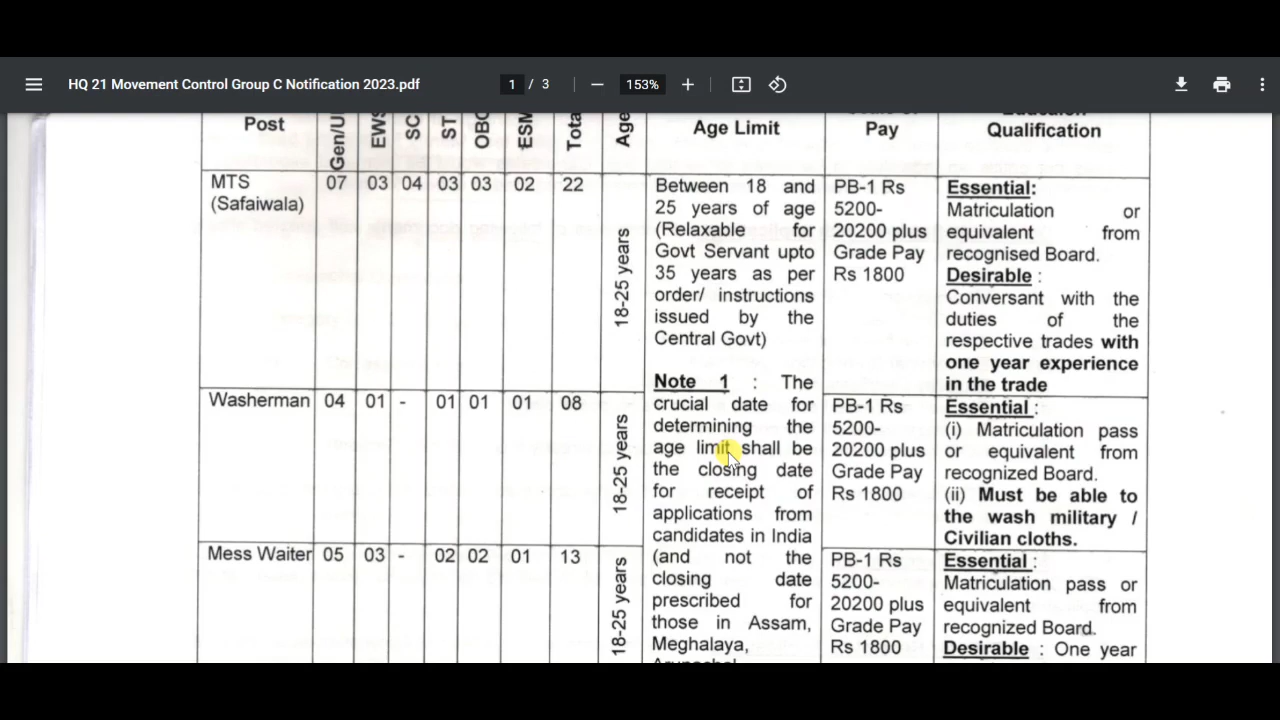 HQ 21 Movement Control Group C Notification 2023.pdf
1 / 3
153%
Post
Gen/U
EWS
SC
ST
OBC
ESM
Tota
Age
Age Limit
Pay
Qualification
MTS
(Safaiwala)
07 03 04 03 03 02 22
18-25 years
Between 18 and
25 years of age
(Relaxable for
Govt Servant upto
35 years as per
order/ instructions
issued by the
Central Govt)
Note 1 : The
crucial date for
determining the
age limit shall be
the closing date
for receipt of
applications from
candidates in India
(and not the
closing date
prescribed for
those in Assam,
Meghalaya,
PB-1 Rs
5200-
20200 plus
Grade Pay
Rs 1800
Essential:
Matriculation or
equivalent from
recognised Board.
Desirable :
Conversant with the
duties of the
respective trades with
one year experience
in the trade
Washerman
04 01 - 01 01 01 08
18-25 years
PB-1 Rs
5200-
20200 plus
Grade Pay
Rs 1800
Essential :
(i) Matriculation pass
or equivalent from
recognized Board.
(ii) Must be able to
the wash military /
Civilian cloths.
Mess Waiter
05 03 - 02 02 01 13
18-25 years
PB-1 Rs
5200-
20200 plus
Grade Pay
Rs 1800
Essential :
Matriculation pass or
equivalent from
recognized Board.
Desirable : One year